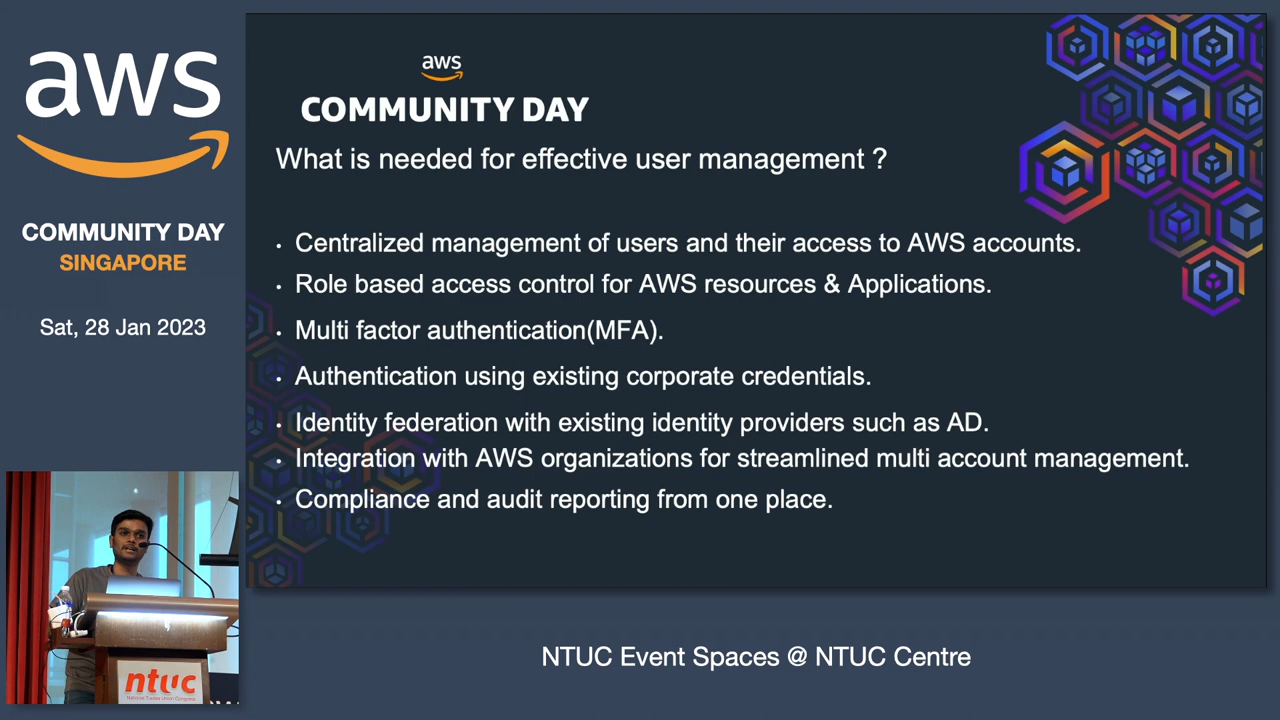 aws
COMMUNITY DAY
SINGAPORE
Sat, 28 Jan 2023
aws
COMMUNITY DAY
What is needed for effective user management ?
• Centralized management of users and their access to AWS accounts.
• Role based access control for AWS resources & Applications.
• Multi factor authentication(MFA).
• Authentication using existing corporate credentials.
• Identity federation with existing identity providers such as AD.
• Integration with AWS organizations for streamlined multi account management.
• Compliance and audit reporting from one place.
ntuc
National Trades Union Congress
NTUC Event Spaces @ NTUC Centre